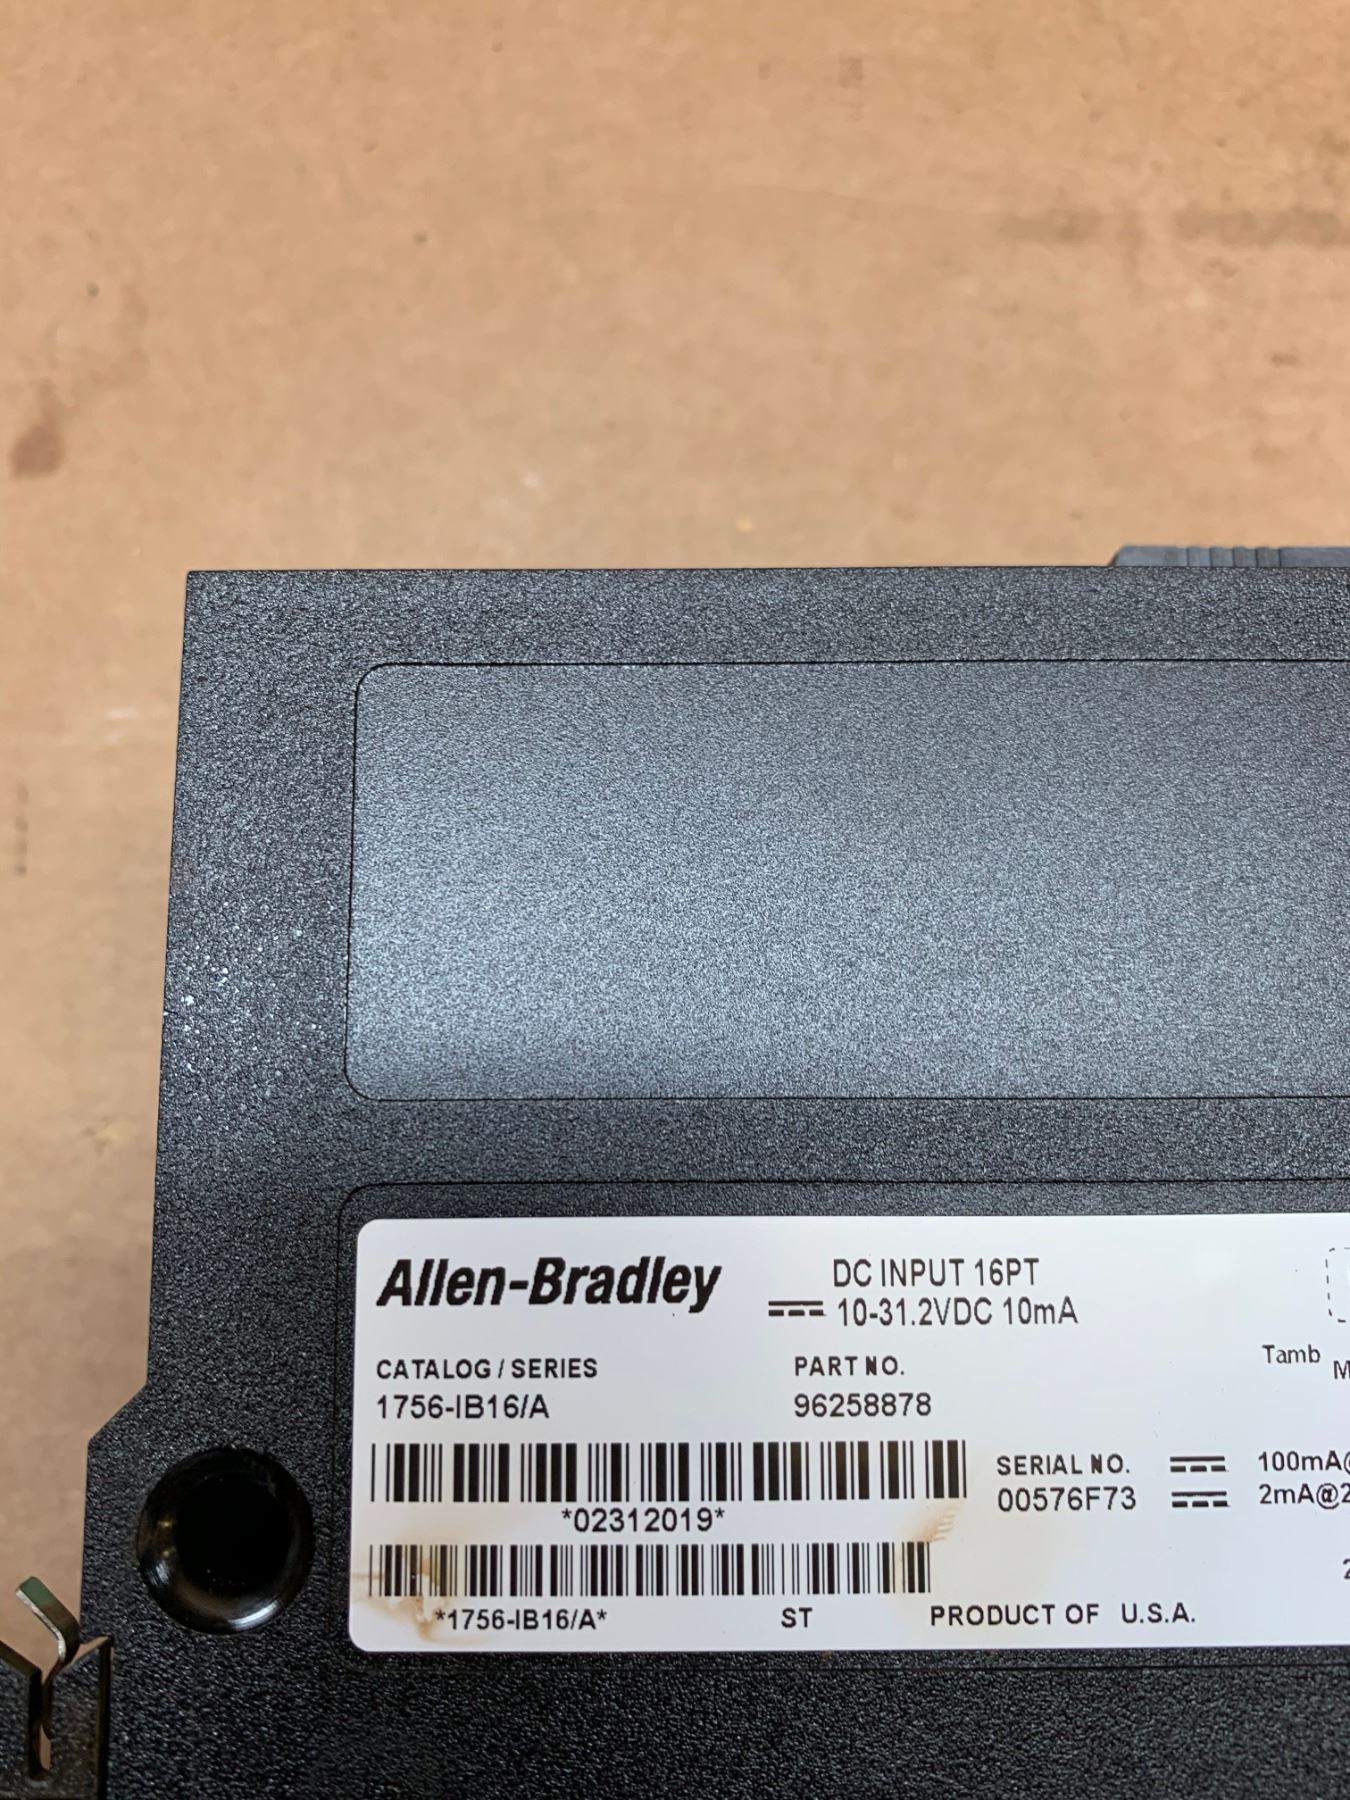 Allen-Bradley
DC INPUT 16PT
10-31.2VDC 10mA
CATALOG / SERIES
1756-IB16/A
PART NO.
96258878
Tamb
*02312019*
SERIAL NO.
00576F73
100mA@
2mA@2
*1756-IB16/A*
ST
PRODUCT OF U.S.A.